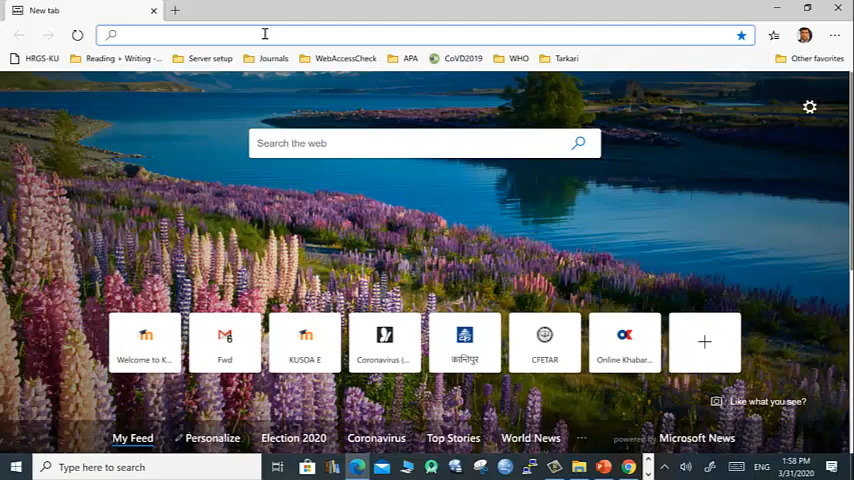 New tab
HRGS-KU
Reading + Writing -...
Server setup
Journals
WebAccessCheck
APA
CoVD2019
WHO
Tarkari
Other favorites
Search the web
Welcome to K...
Fwd
KUSOA E
Coronavirus (...
कान्तिपुर
CFETAR
Online Khabar...
Like what you see?
My Feed
Personalize
Election 2020
Coronavirus
Top Stories
World News
...
powered by Microsoft News
Type here to search
ENG
1:58 PM
3/31/2020